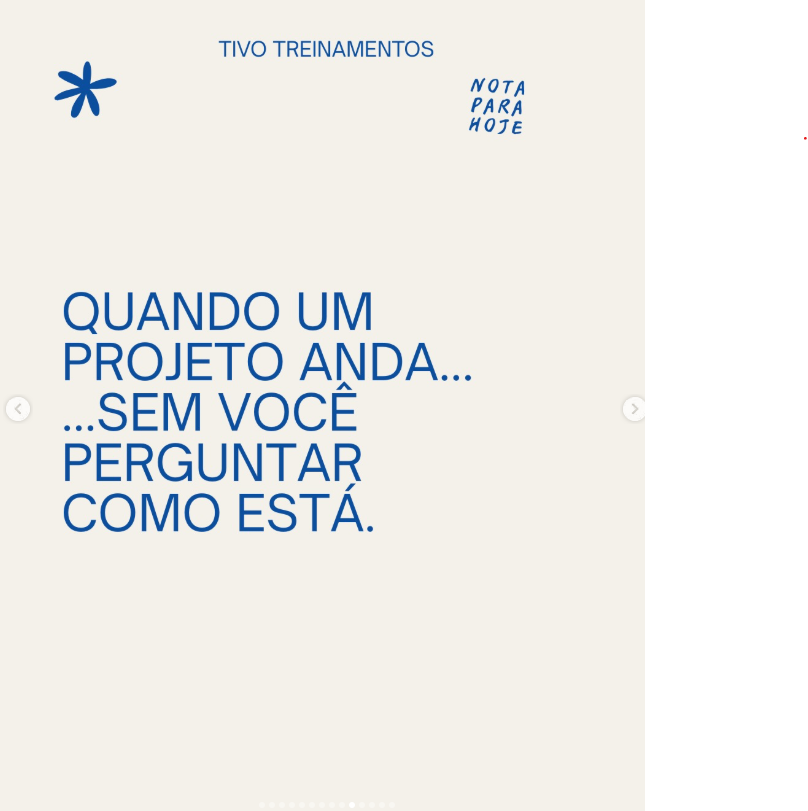 TIVO TREINAMENTOS
NOTA
PARA
HOJE
QUANDO UM
PROJETO ANDA...
...SEM VOCÊ
PERGUNTAR
COMO ESTÁ.